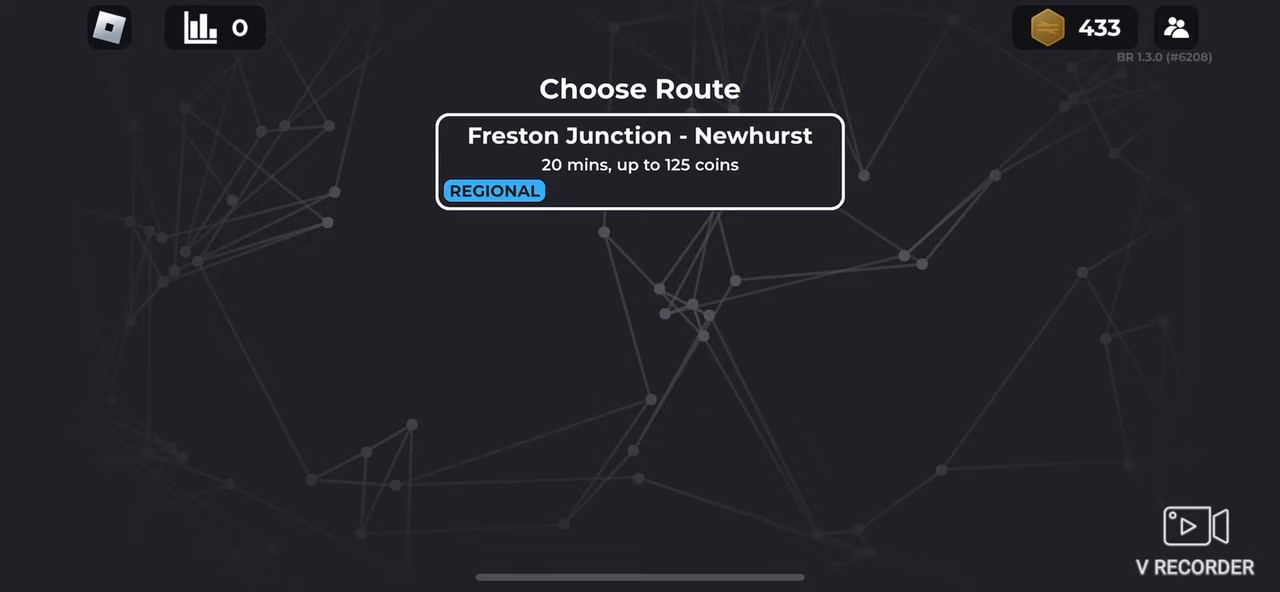 0
433
BR 1.3.0 (#6208)
Choose Route
Freston Junction - Newhurst
20 mins, up to 125 coins
REGIONAL
V RECORDER